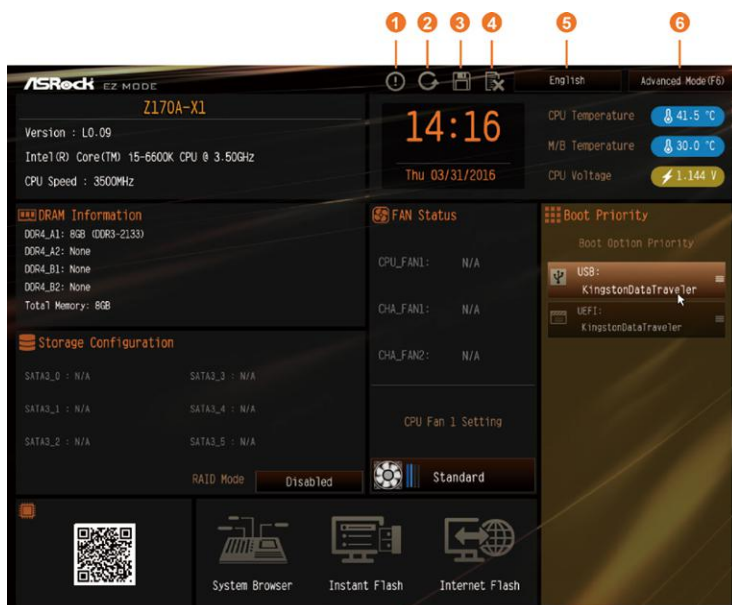 1 2 3 4 5 6
ASRock EZ MODE
English
Advanced Mode(F6)
Z170A-X1
Version : L0.09
Intel(R) Core(TM) i5-6600K CPU @ 3.50GHz
CPU Speed : 3500MHz
14:16
Thu 03/31/2016
CPU Temperature 41.5 °C
M/B Temperature 30.0 °C
CPU Voltage 1.144 V
DRAM Information
DDR4_A1: 8GB (DDR3-2133)
DDR4_A2: None
DDR4_B1: None
DDR4_B2: None
Total Memory: 8GB
Storage Configuration
SATA3_0 : N/A SATA3_3 : N/A
SATA3_1 : N/A SATA3_4 : N/A
SATA3_2 : N/A SATA3_5 : N/A
RAID Mode Disabled
FAN Status
CPU_FAN1: N/A
CHA_FAN1: N/A
CHA_FAN2: N/A
CPU Fan 1 Setting
Standard
Boot Priority
Boot Option Priority
USB:
KingstonDataTraveler
UEFI:
KingstonDataTraveler
System Browser
Instant Flash
Internet Flash